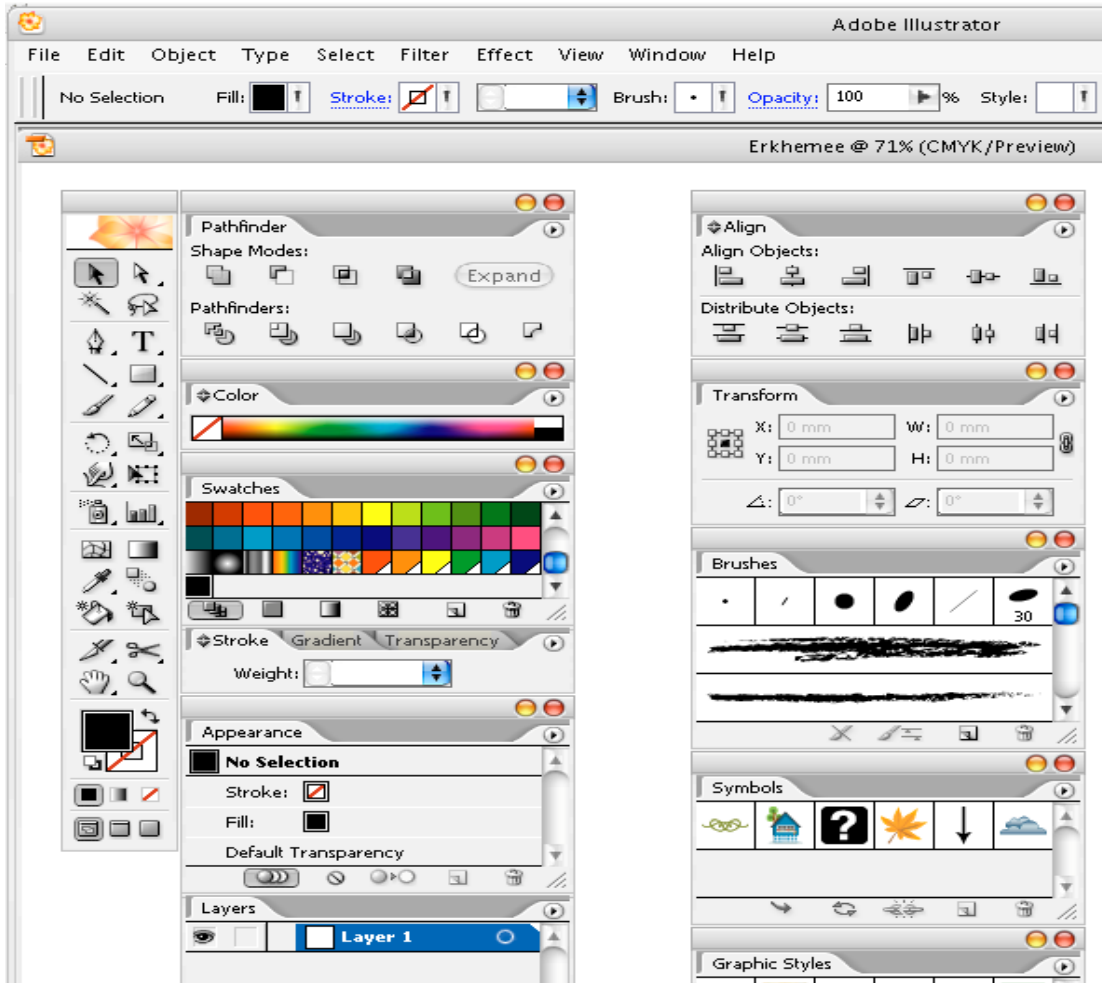 Adobe Illustrator
File Edit Object Type Select Filter Effect View Window Help
No Selection Fill: Stroke: Brush: Opacity: 100 % Style:
Erkhemee @ 71% (CMYK/Preview)
Pathfinder
Shape Modes:
Expand
Pathfinders:
Color
Swatches
Stroke Gradient Transparency
Weight:
Appearance
No Selection
Stroke:
Fill:
Default Transparency
Layers
Layer 1
T
Align
Align Objects:
Distribute Objects:
Transform
X: 0 mm W: 0 mm
Y: 0 mm H: 0 mm
0° 0°
Brushes
30
Symbols
?
Graphic Styles